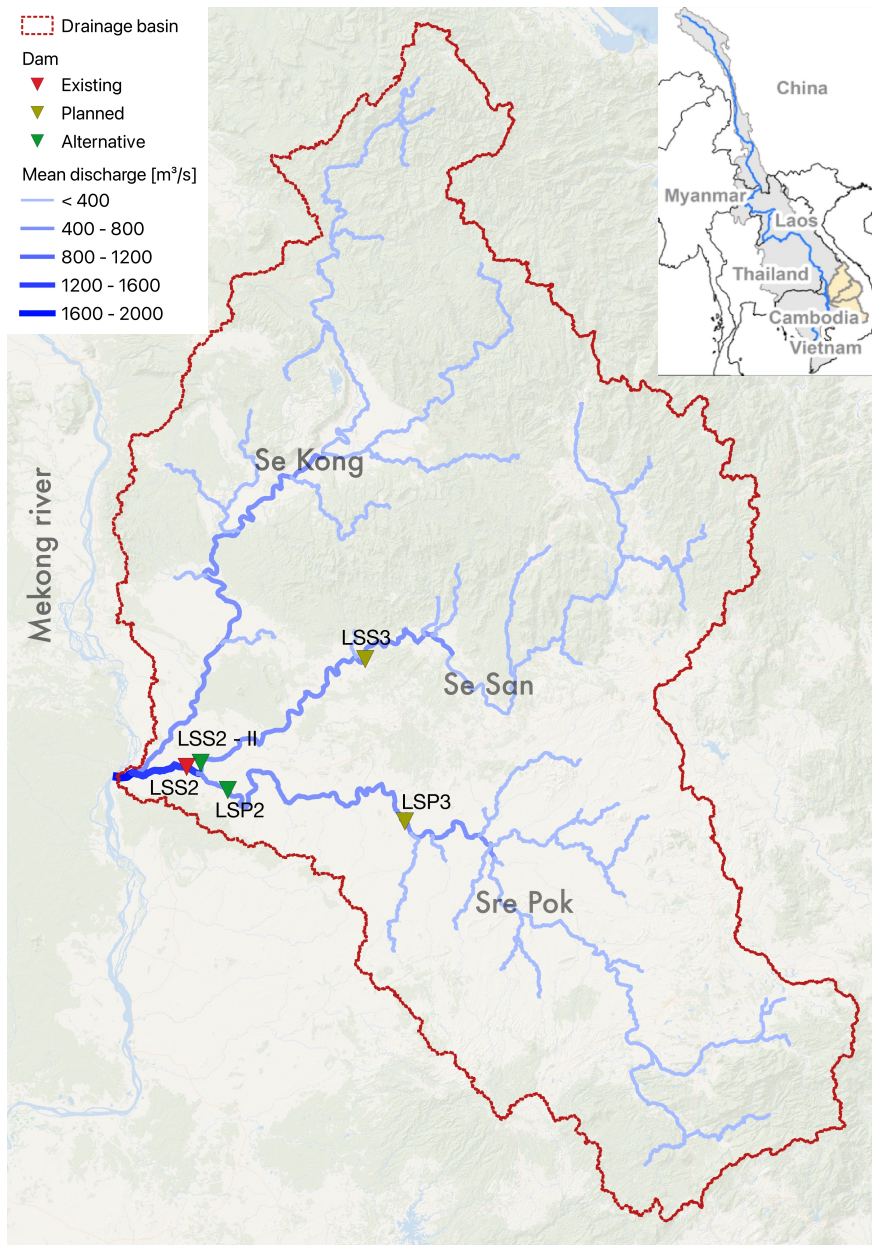 Drainage basin
Dam
Existing
Planned
Alternative
Mean discharge [m³/s]
< 400
400 - 800
800 - 1200
1200 - 1600
1600 - 2000
China
Myanmar
Laos
Thailand
Cambodia
Vietnam
Mekong river
Se Kong
LSS3
Se San
LSS2 - II
LSS2
LSP2
LSP3
Sre Pok